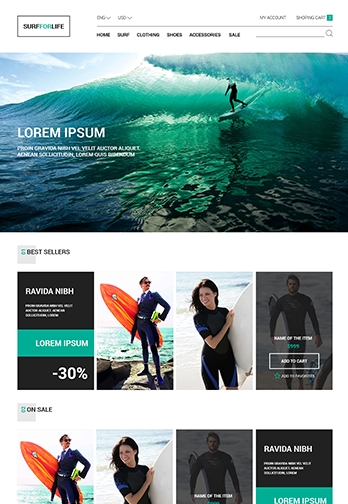 SURFFORLIFE
ENG USD MY ACCOUNT SHOPING CART
HOME SURF CLOTHING SHOES ACCESSORIES SALE
LOREM IPSUM
PROIN GRAVIDA NIBH VEL VELIT AUCTOR ALIQUET.
AENEAN SOLLICITUDIN, LOREM QUIS BIBENDUM
BEST SELLERS
RAVIDA NIBH
PROIN GRAVIDA NIBH VEL VELIT
AUCTOR ALIQUET. AENEAN
SOLLICITUDIN, LOREM
LOREM IPSUM
-30%
NAME OF THE ITEM
$999
ADD TO CART
ADD TO FAVORITES
ON SALE
NAME OF THE ITEM
RAVIDA NIBH
PROIN GRAVIDA NIBH VEL VELIT
AUCTOR ALIQUET. AENEAN
SOLLICITUDIN, LOREM
LOREM IPSUM